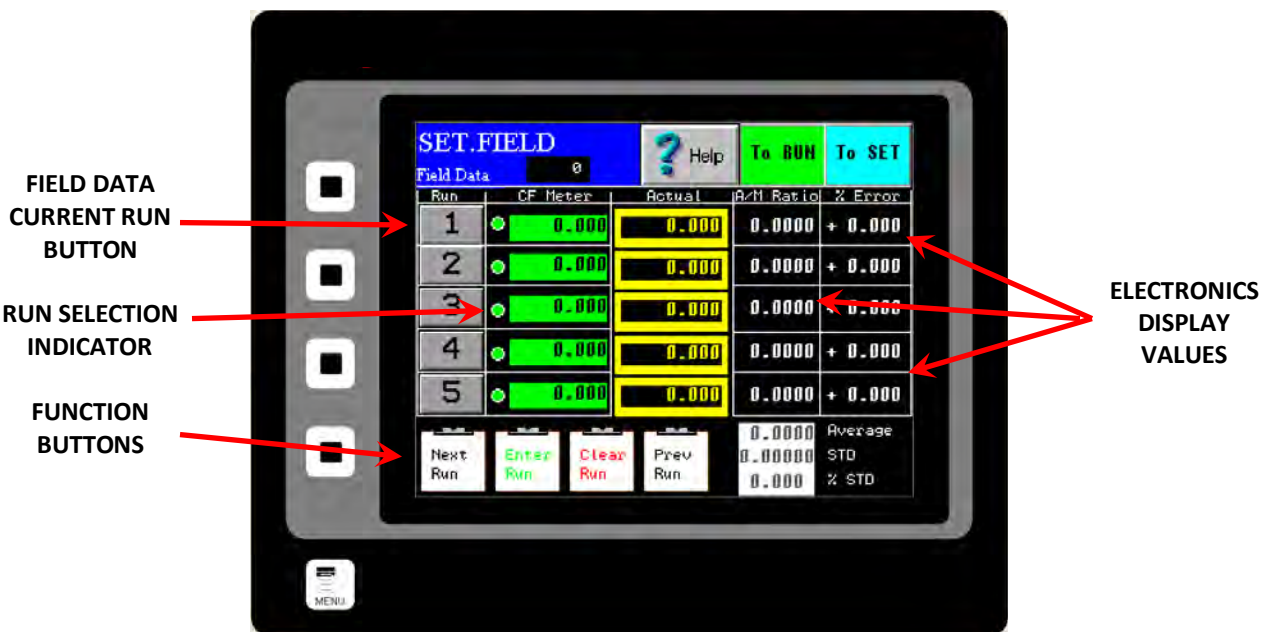 SET.FIELD
Field Data 0
Help
To RUN
To SET
Run CF Meter Actual A/M Ratio % Error
1 0.000 0.000 0.0000 + 0.000
2 0.000 0.000 0.0000 + 0.000
3 0.000 0.000 0.0000 + 0.000
4 0.000 0.000 0.0000 + 0.000
5 0.000 0.000 0.0000 + 0.000
Next
Run
Enter
Run
Clear
Run
Prev
Run
0.0000 Average
0.00000 STD
0.000 % STD
MENU
FIELD DATA
CURRENT RUN
BUTTON
RUN SELECTION
INDICATOR
FUNCTION
BUTTONS
ELECTRONICS
DISPLAY
VALUES